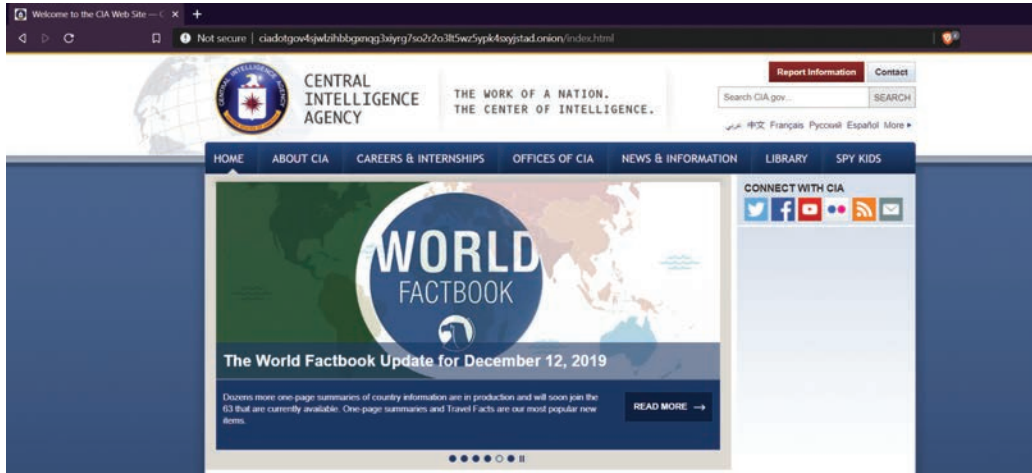 Welcome to the CIA Web Site — C
Not secure | ciadotgov4sjwlzihbbgxnqg3xiyrg7so2r2o3lt5wz5ypk4sxyjstad.onion/index.html
CENTRAL
INTELLIGENCE
AGENCY
THE WORK OF A NATION.
THE CENTER OF INTELLIGENCE.
Report Information Contact
Search CIA.gov... SEARCH
عربي 中文 Français Русский Español More
HOME ABOUT CIA CAREERS & INTERNSHIPS OFFICES OF CIA NEWS & INFORMATION LIBRARY SPY KIDS
CONNECT WITH CIA
WORLD
FACTBOOK
The World Factbook Update for December 12, 2019
Dozens more one-page summaries of country information are in production and will soon join the
63 that are currently available. One-page summaries and Travel Facts are our most popular new
items.
READ MORE →